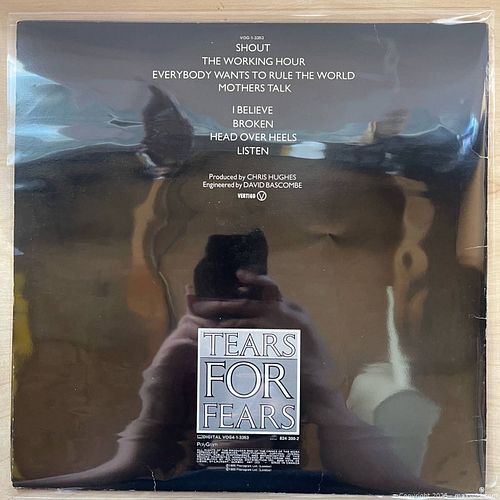 VOG-1-3353
SHOUT
THE WORKING HOUR
EVERYBODY WANTS TO RULE THE WORLD
MOTHERS TALK
I BELIEVE
BROKEN
HEAD OVER HEELS
LISTEN
Produced by CHRIS HUGHES
Engineered by DAVID BASCOMBE
VERTIGO
TEARS
FOR
FEARS
DIGITAL VOG4-1-3353
824 300-2
PolyGram